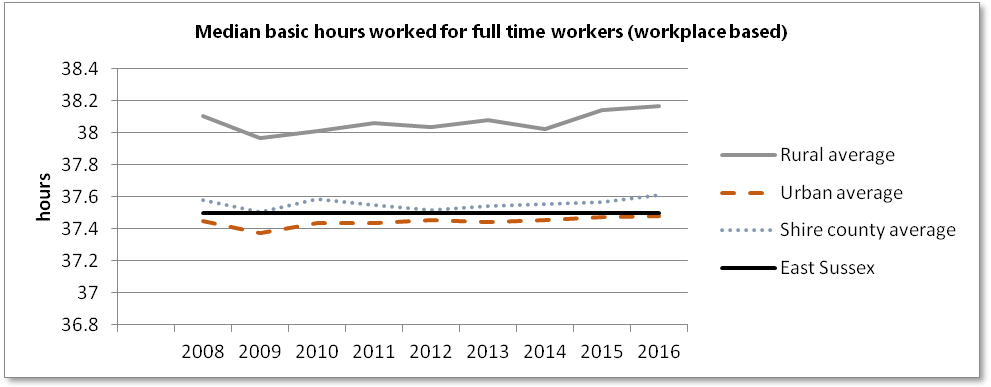 Median basic hours worked for full time workers (workplace based)
38.4
38.2
38
37.8
37.6
37.4
37.2
37
36.8
hours
2008 2009 2010 2011 2012 2013 2014 2015 2016
Rural average
Urban average
Shire county average
East Sussex